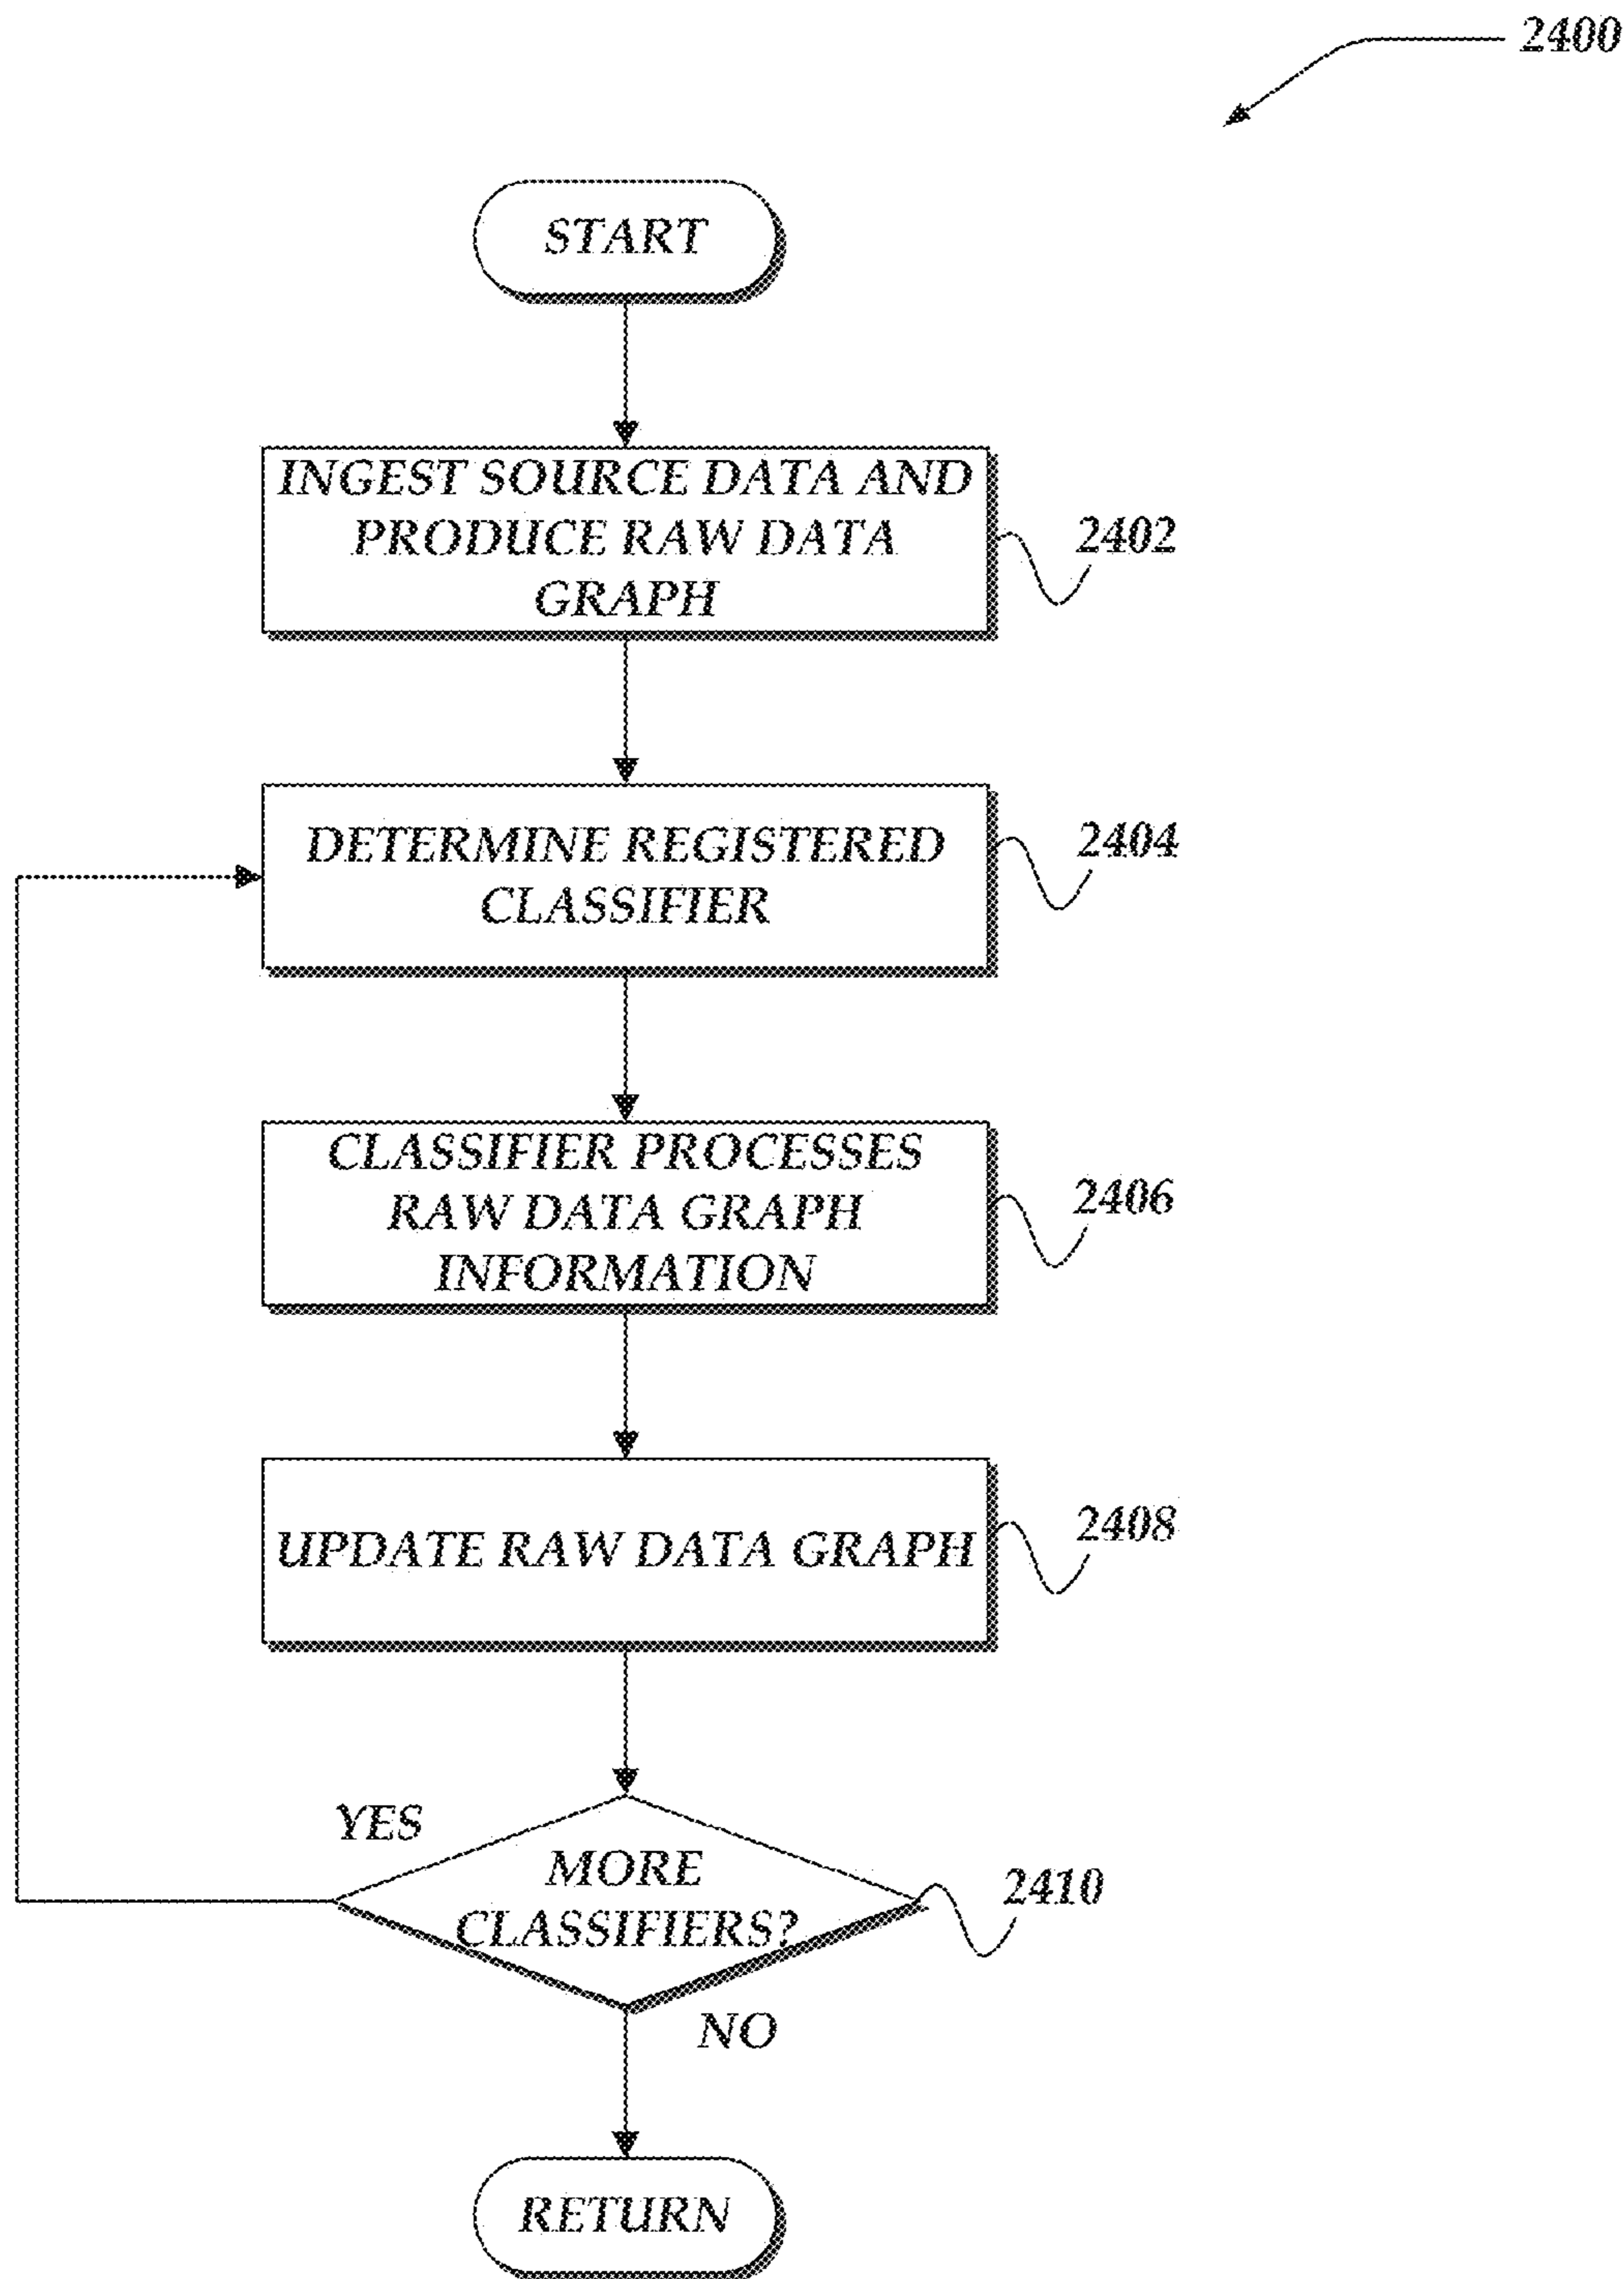 2400
START
INGEST SOURCE DATA AND
PRODUCE RAW DATA
GRAPH
2402
DETERMINE REGISTERED
CLASSIFIER
2404
CLASSIFIER PROCESSES
RAW DATA GRAPH
INFORMATION
2406
UPDATE RAW DATA GRAPH
2408
YES
MORE
CLASSIFIERS?
2410
NO
RETURN